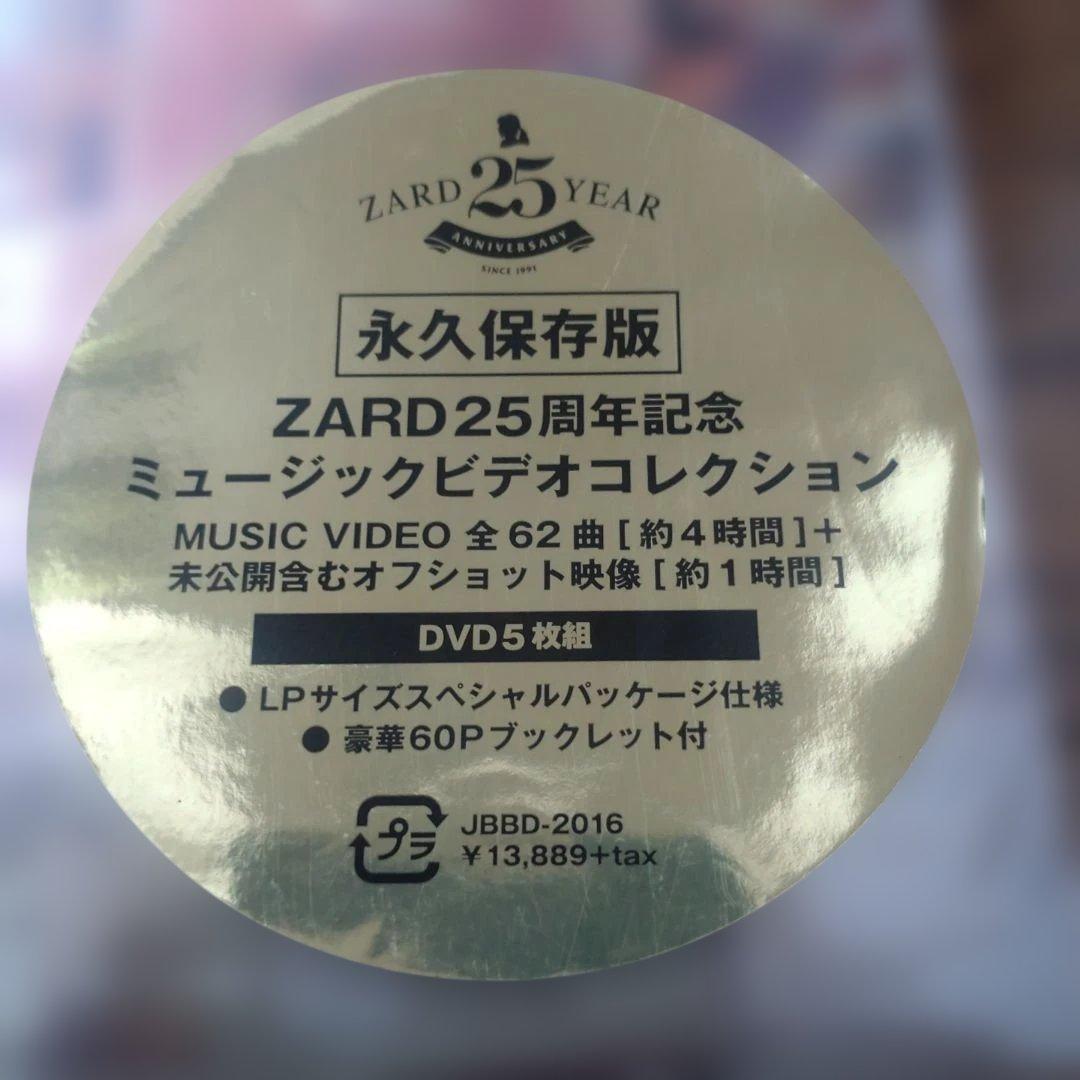 ZARD 25 YEAR
ANNIVERSARY
SINCE 1991
永久保存版
ZARD25周年記念
ミュージックビデオコレクション
MUSIC VIDEO 全62曲[約4時間]+
未公開含むオフショット映像[約1時間]
DVD5枚組
● LPサイズスペシャルパッケージ仕様
● 豪華60Pブックレット付
プラ JBBD-2016
¥13,889+tax